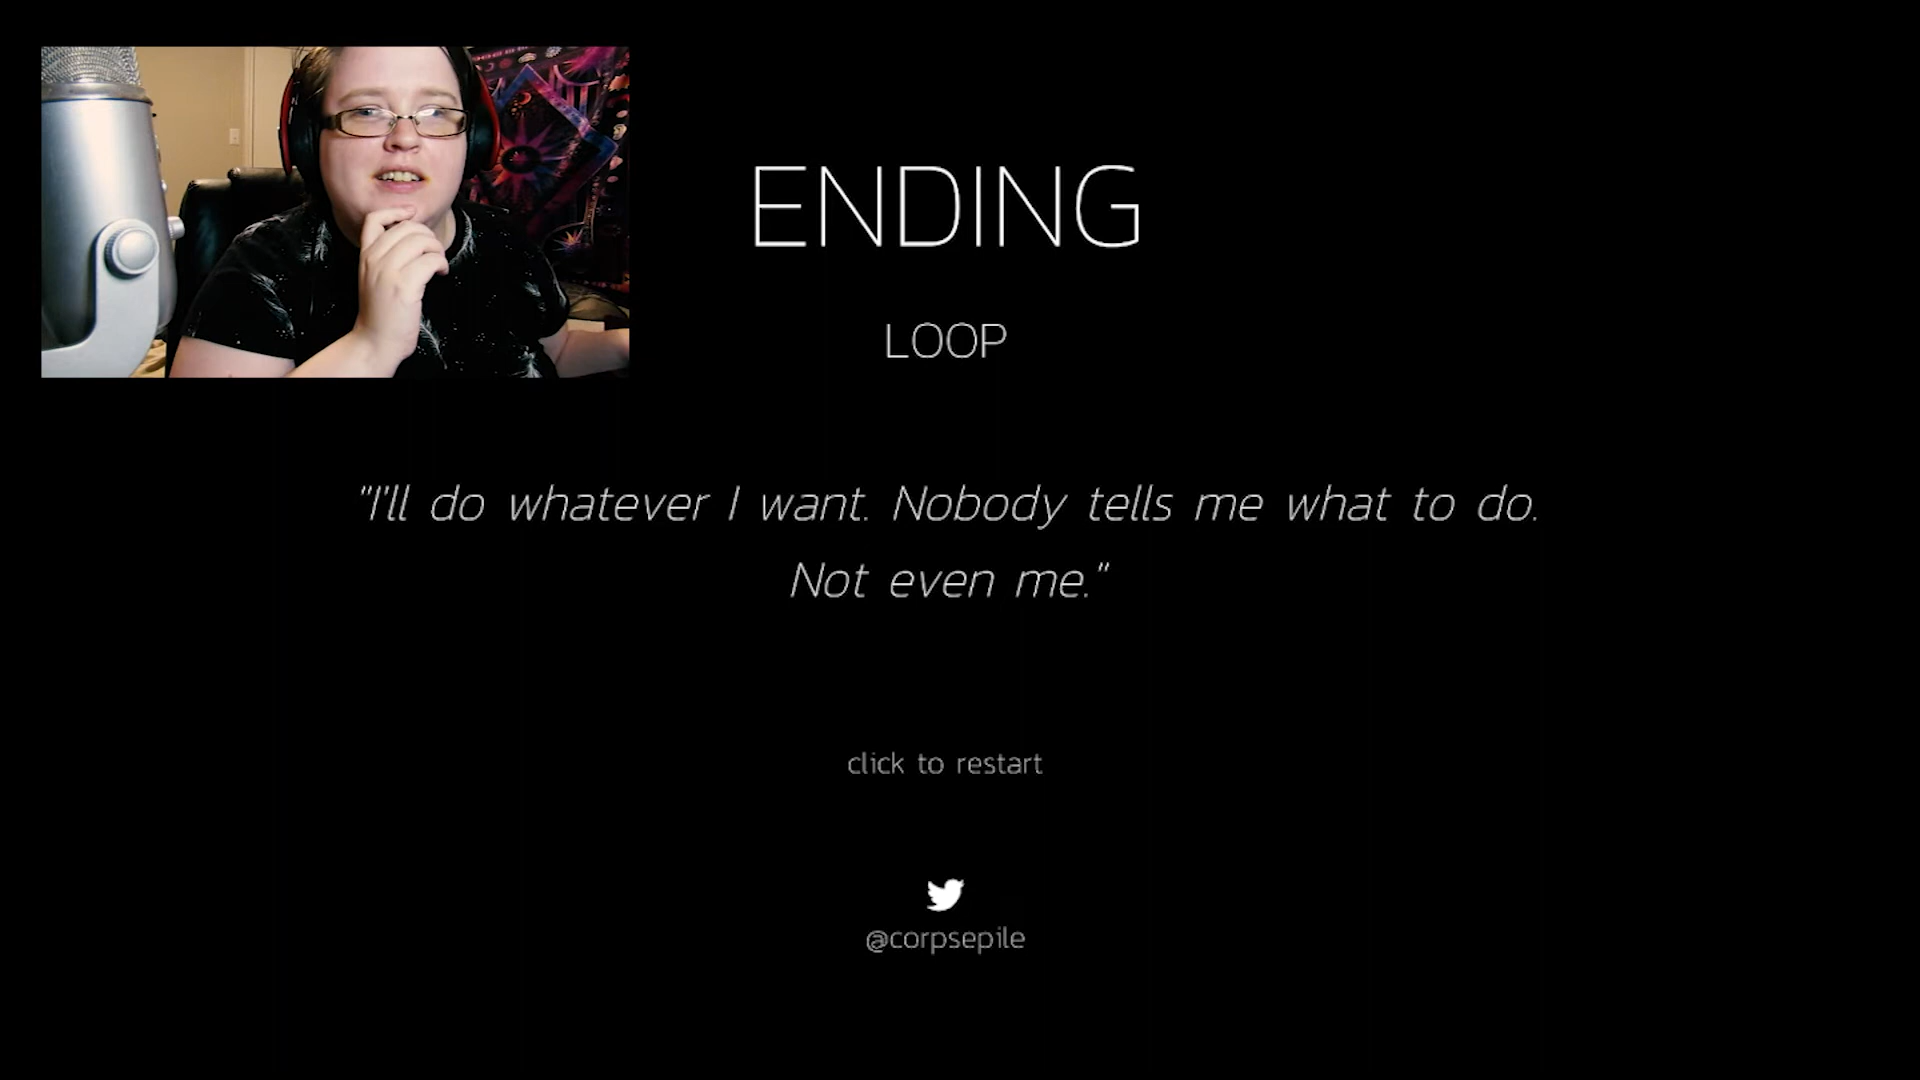 ENDING
LOOP
"I'll do whatever I want. Nobody tells me what to do.
Not even me."
click to restart
@corpsepile